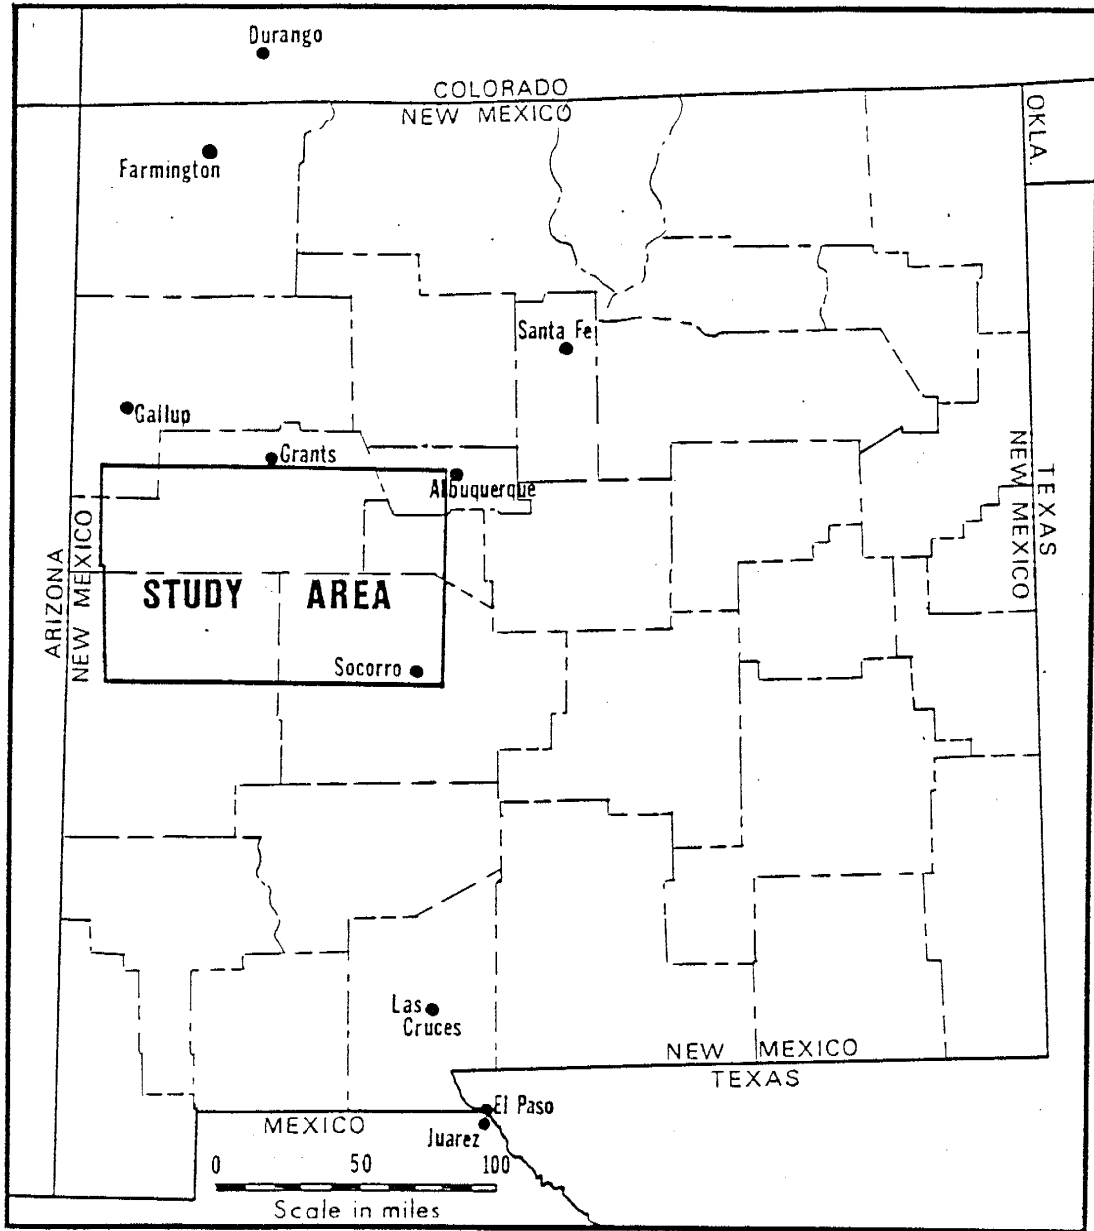 Durango
COLORADO
NEW MEXICO
OKLA.
Farmington
Santa Fe
Gallup
Grants
Albuquerque
NEW MEXICO
TEXAS
ARIZONA
NEW MEXICO
STUDY AREA
Socorro
Las
Cruces
NEW MEXICO
TEXAS
El Paso
MEXICO
Juarez
0 50 100
Scale in miles